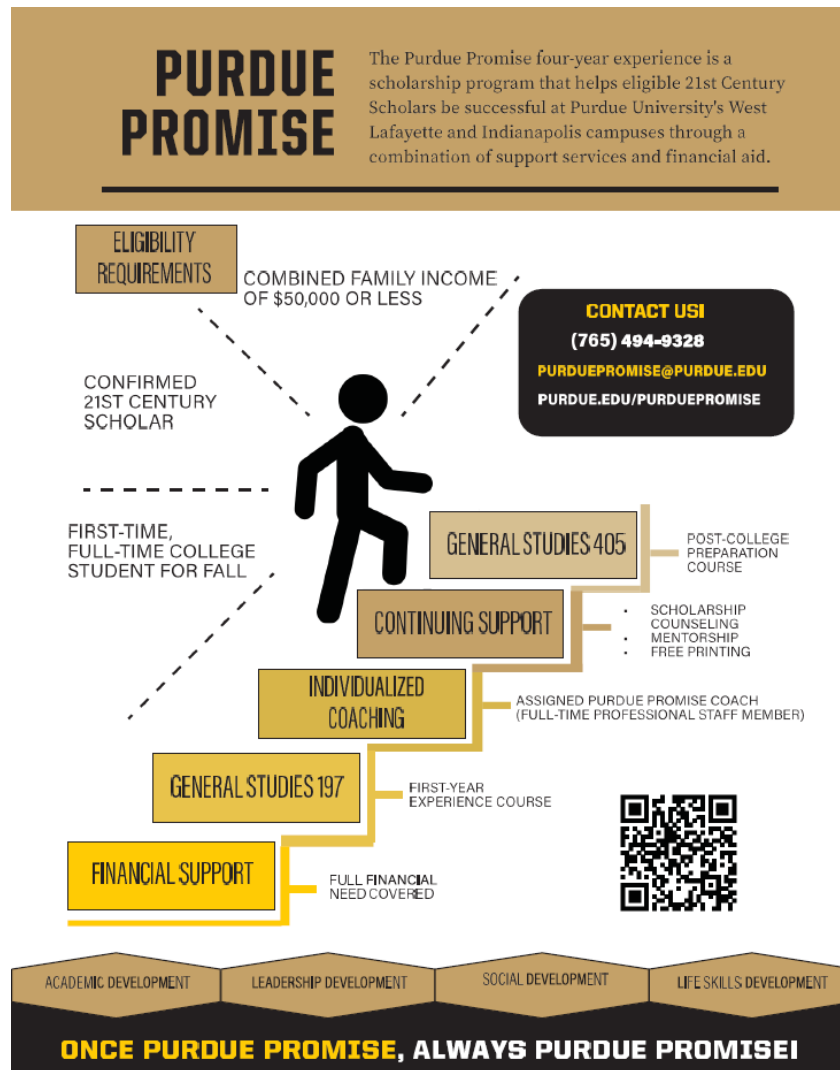 PURDUE
PROMISE
The Purdue Promise four-year experience is a
scholarship program that helps eligible 21st Century
Scholars be successful at Purdue University's West
Lafayette and Indianapolis campuses through a
combination of support services and financial aid.
ELIGIBILITY
REQUIREMENTS
COMBINED FAMILY INCOME
OF $50,000 OR LESS
CONTACT US!
(765) 494-9328
PURDUEPROMISE@PURDUE.EDU
PURDUE.EDU/PURDUEPROMISE
CONFIRMED
21ST CENTURY
SCHOLAR
FIRST-TIME,
FULL-TIME COLLEGE
STUDENT FOR FALL
GENERAL STUDIES 405
POST-COLLEGE
PREPARATION
COURSE
CONTINUING SUPPORT
• SCHOLARSHIP
COUNSELING
• MENTORSHIP
• FREE PRINTING
INDIVIDUALIZED
COACHING
ASSIGNED PURDUE PROMISE COACH
(FULL-TIME PROFESSIONAL STAFF MEMBER)
GENERAL STUDIES 197
FIRST-YEAR
EXPERIENCE COURSE
FINANCIAL SUPPORT
FULL FINANCIAL
NEED COVERED
ACADEMIC DEVELOPMENT
LEADERSHIP DEVELOPMENT
SOCIAL DEVELOPMENT
LIFE SKILLS DEVELOPMENT
ONCE PURDUE PROMISE, ALWAYS PURDUE PROMISE!